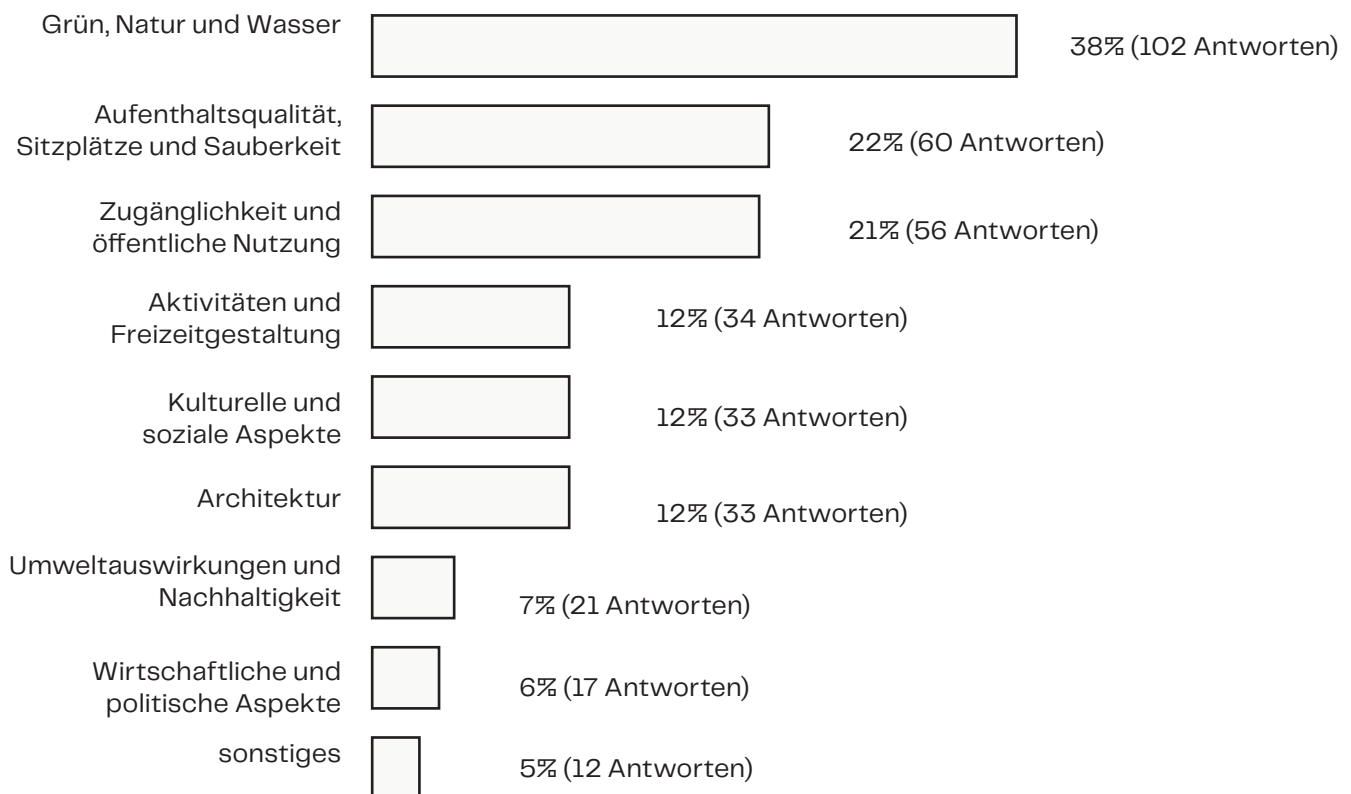 Grün, Natur und Wasser
38% (102 Antworten)
Aufenthaltsqualität,
Sitzplätze und Sauberkeit
22% (60 Antworten)
Zugänglichkeit und
öffentliche Nutzung
21% (56 Antworten)
Aktivitäten und
Freizeitgestaltung
12% (34 Antworten)
Kulturelle und
soziale Aspekte
12% (33 Antworten)
Architektur
12% (33 Antworten)
Umweltauswirkungen und
Nachhaltigkeit
7% (21 Antworten)
Wirtschaftliche und
politische Aspekte
6% (17 Antworten)
sonstiges
5% (12 Antworten)